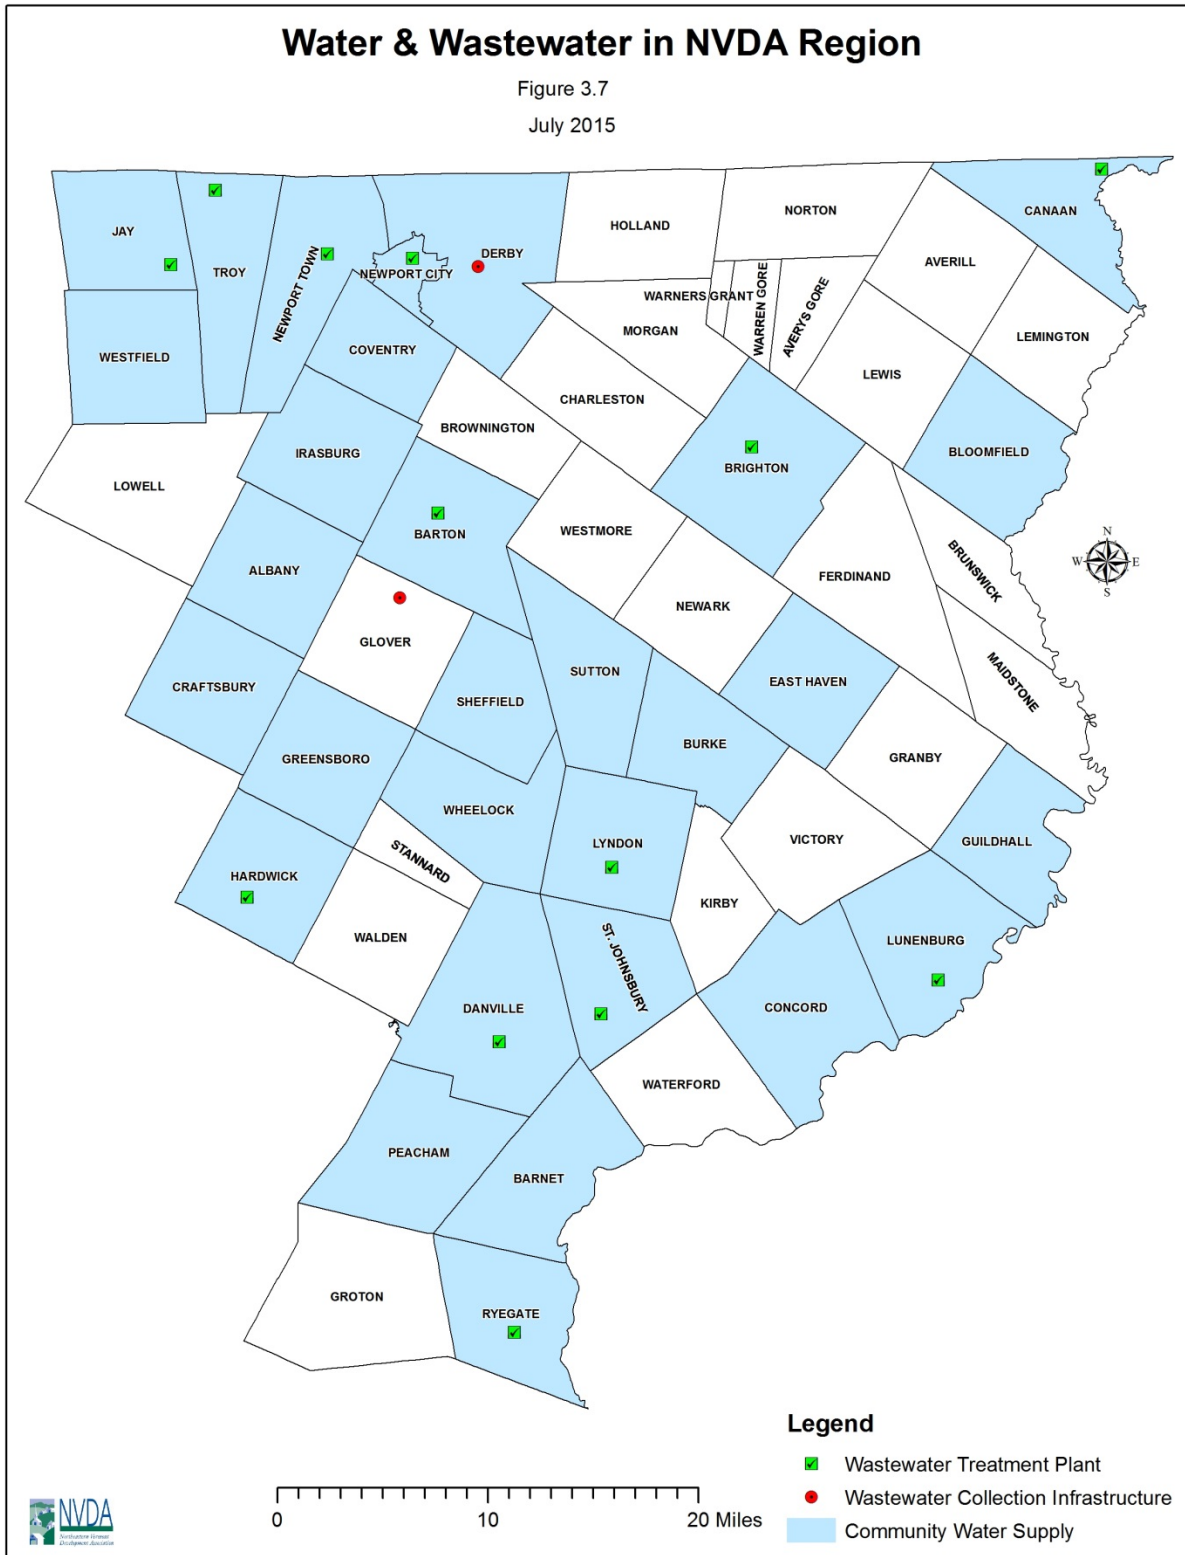 Water & Wastewater in NVDA Region
Figure 3.7
July 2015
CANAAN
NORTON
HOLLAND
JAY
DERBY
AVERILL
TROY
NEWPORT TOWN
NEWPORT CITY
WARNERS GRANT
WARREN GORE
AVERYS GORE
MORGAN
LEMINGTON
COVENTRY
WESTFIELD
LEWIS
CHARLESTON
BROWNINGTON
IRASBURG
BLOOMFIELD
BRIGHTON
LOWELL
BARTON
WESTMORE
N
W E
S
ALBANY
FERDINAND
BRUNSWICK
NEWARK
GLOVER
SUTTON
MAIDSTONE
CRAFTSBURY
EAST HAVEN
SHEFFIELD
BURKE
GREENSBORO
GRANBY
WHEELOCK
VICTORY
LYNDON
GUILDHALL
STANNARD
HARDWICK
KIRBY
WALDEN
LUNENBURG
ST. JOHNSBURY
DANVILLE
CONCORD
WATERFORD
PEACHAM
BARNET
GROTON
RYEGATE
Legend
Wastewater Treatment Plant
Wastewater Collection Infrastructure
Community Water Supply
0 10 20 Miles
NVDA
Northeastern Vermont
Development Association